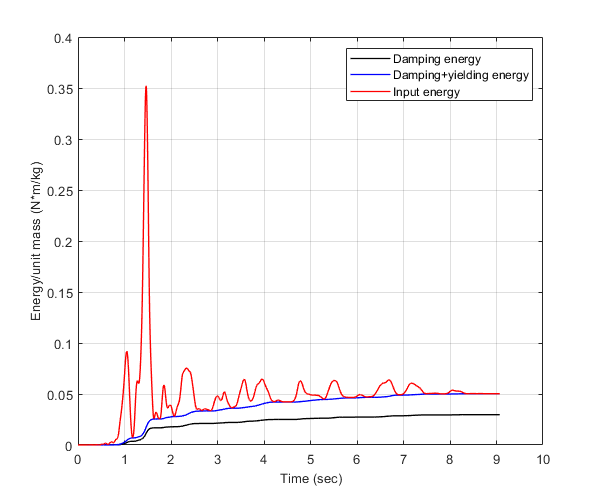 0.4
0.35
0.3
0.25
0.2
0.15
0.1
0.05
0
Energy/unit mass (N*m/kg)
Damping energy
Damping+yielding energy
Input energy
0 1 2 3 4 5 6 7 8 9 10
Time (sec)